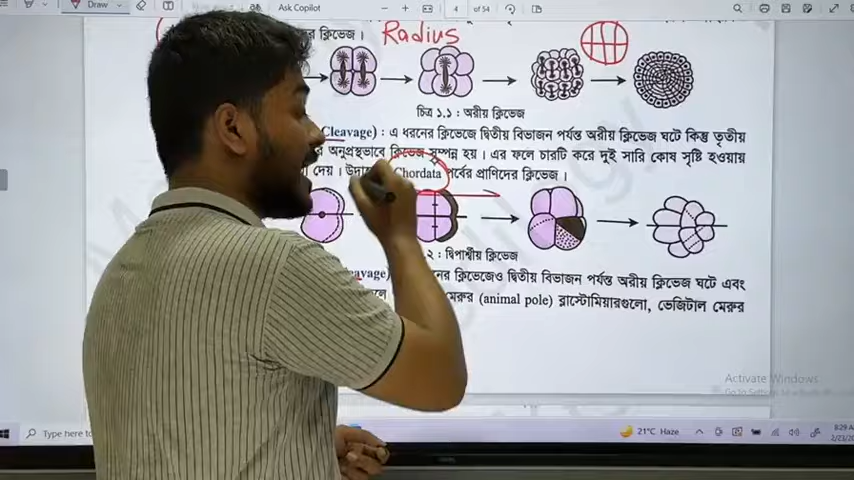 Draw
Ask Copilot
4 of 54
ক্লিভেজ।
Radius
চিত্র ১.১ : অরীয় ক্লিভেজ
Cleavage) : এ ধরনের ক্লিভেজে দ্বিতীয় বিভাজন পর্যন্ত অরীয় ক্লিভেজ ঘটে কিন্তু তৃতীয়
অনুপ্রস্থভাবে ক্লিভেজ সম্পন্ন হয়। এর ফলে চারটি করে দুই সারি কোষ সৃষ্টি হওয়ায়
দেয়। Chordata পর্বের প্রাণিদের ক্লিভেজ।
২ : দ্বিপার্শ্বীয় ক্লিভেজ
ক্লিভেজেও দ্বিতীয় বিভাজন পর্যন্ত অরীয় ক্লিভেজ ঘটে এবং
মেরুর (animal pole) ব্লাস্টোমিয়ারগুলো, ভেজিটাল মেরুর
Activate Windows
Type here to
21°C Haze
8:29